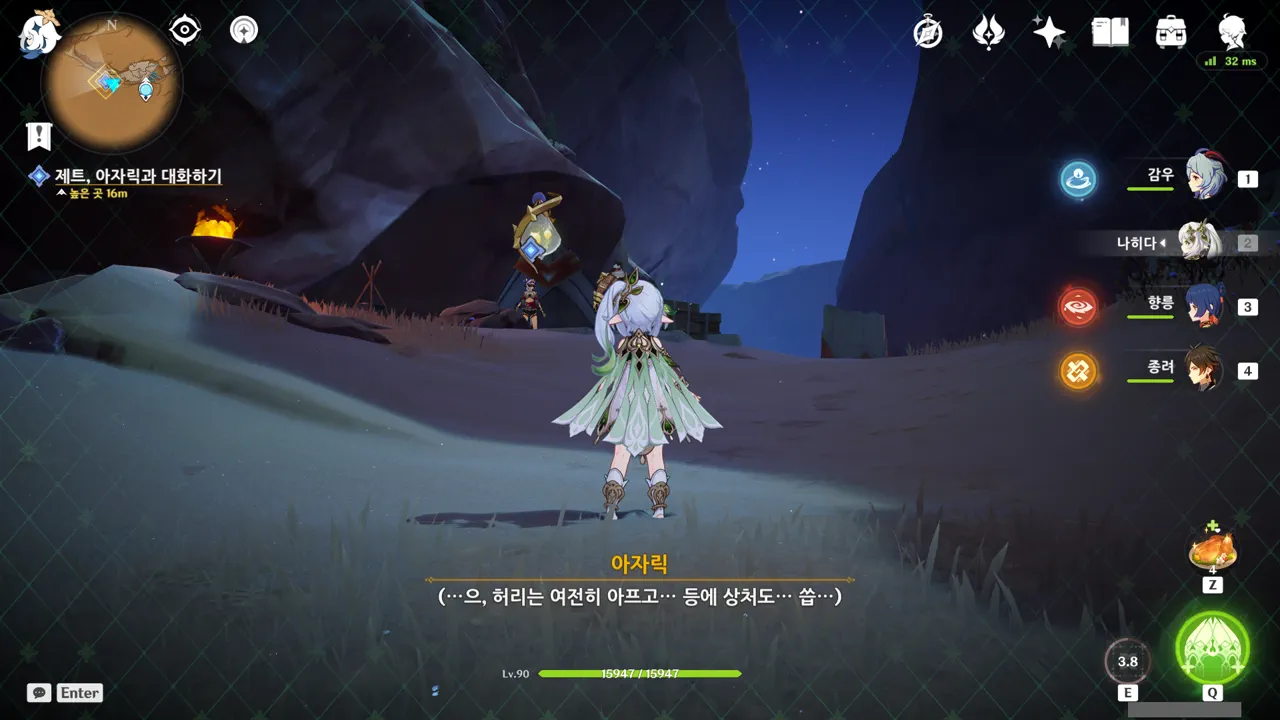 N
32 ms
제트, 아자릭과 대화하기
높은 곳 16m
감우
1
나히다
2
향릉
3
종려
4
아자릭
(…으, 허리는 여전히 아프고… 등에 상처도… 씁…)
4
Z
3.8
E
Q
Lv.90
15947 / 15947
Enter